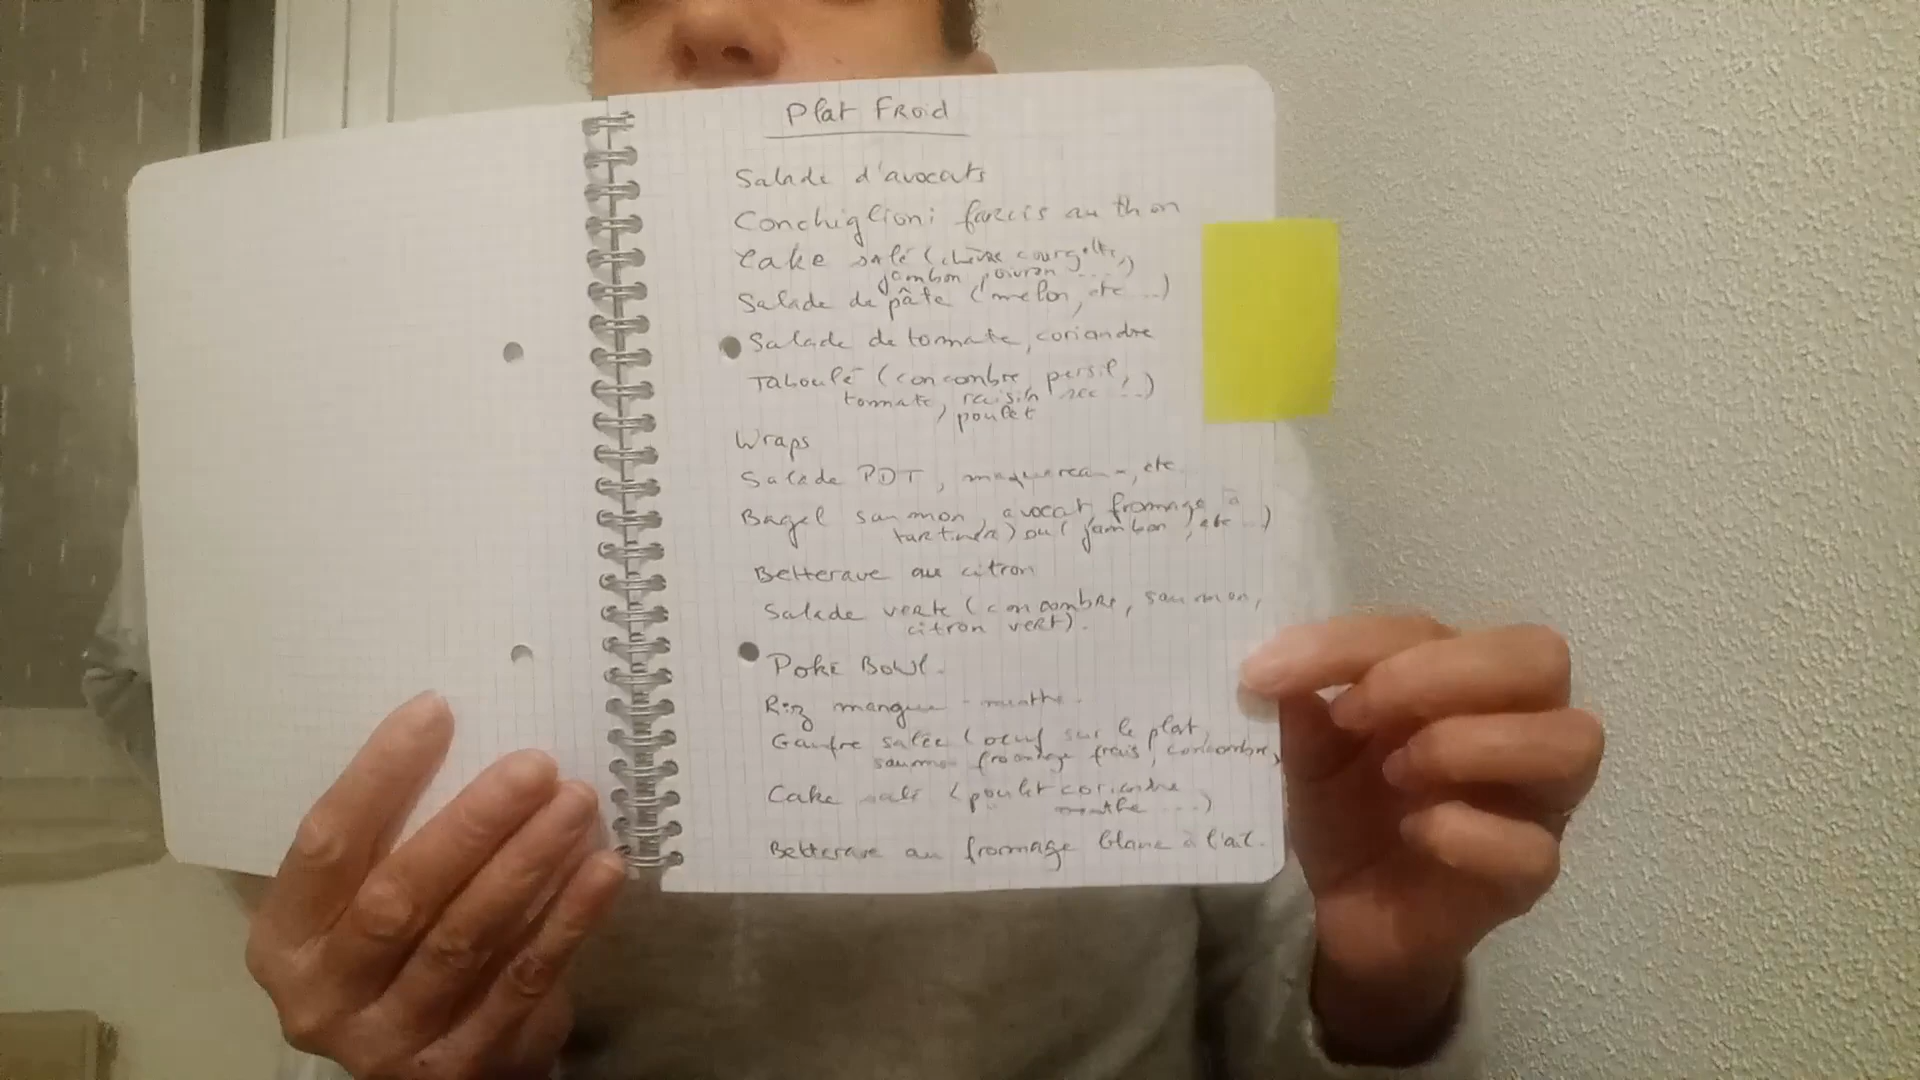 Plat Froid
Salade d'avocats
Conchiglioni farcis au thon
Cake salé (chèvre courgette,
jambon, poivron ...)
Salade de pâte (melon, etc ...)
Salade de tomate, coriandre
Taboulé (concombre, persil,
tomate, raisin sec ...)
, poulet
Wraps
Salade PDT, maquereau, etc
Bagel saumon, avocat, fromage à
tartiner) ou (jambon, etc ...)
Betterave au citron
Salade verte (concombre, saumon,
citron vert).
Poke Bowl.
Riz mangue - menthe.
Gaufre salée (oeuf sur le plat,
saumon fromage frais, concombre,
Cake salé (poulet coriandre
menthe ...)
Betterave au fromage blanc à l'ail.